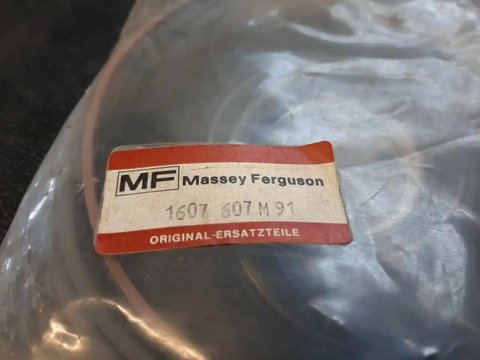 MF Massey Ferguson
1607 607 M 91
ORIGINAL-ERSATZTEILE